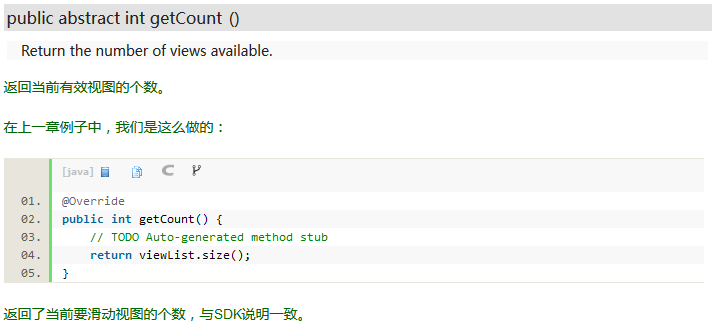 public abstract int getCount ()
Return the number of views available.
返回当前有效视图的个数。
在上一章例子中，我们是这么做的：
[java]
01. @Override
02. public int getCount() {
03.     // TODO Auto-generated method stub
04.     return viewList.size();
05. }
返回了当前要滑动视图的个数，与SDK说明一致。